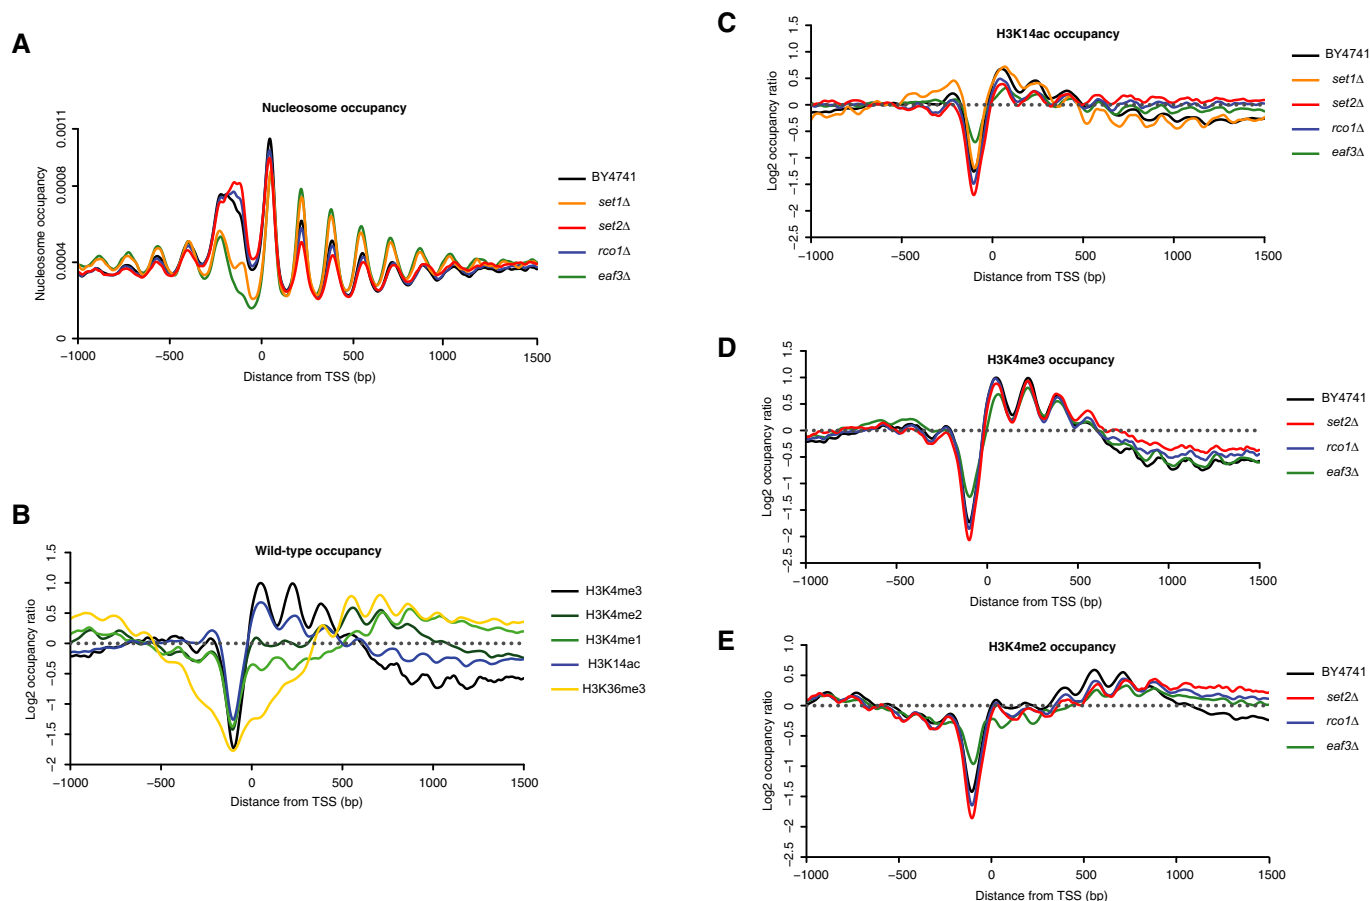 A
Nucleosome occupancy
Nucleosome occupancy
0 0.0004 0.0008 0.0011
−1000 −500 0 500 1000 1500
Distance from TSS (bp)
BY4741
set1Δ
set2Δ
rco1Δ
eaf3Δ
B
Wild-type occupancy
Log2 occupancy ratio
−2 −1.5 −1 −0.5 0 0.5 1.0 1.5
−1000 −500 0 500 1000 1500
Distance from TSS (bp)
H3K4me3
H3K4me2
H3K4me1
H3K14ac
H3K36me3
C
H3K14ac occupancy
Log2 occupancy ratio
−2.5 −2 −1.5 −1 −0.5 0 0.5 1.0 1.5
−1000 −500 0 500 1000 1500
Distance from TSS (bp)
BY4741
set1Δ
set2Δ
rco1Δ
eaf3Δ
D
H3K4me3 occupancy
Log2 occupancy ratio
−2.5 −2 −1.5 −1 −0.5 0 0.5 1.0 1.5
−1000 −500 0 500 1000 1500
Distance from TSS (bp)
BY4741
set2Δ
rco1Δ
eaf3Δ
E
H3K4me2 occupancy
Log2 occupancy ratio
−2.5 −2 −1.5 −1 −0.5 0 0.5 1.0
−1000 −500 0 500 1000 1500
Distance from TSS (bp)
BY4741
set2Δ
rco1Δ
eaf3Δ